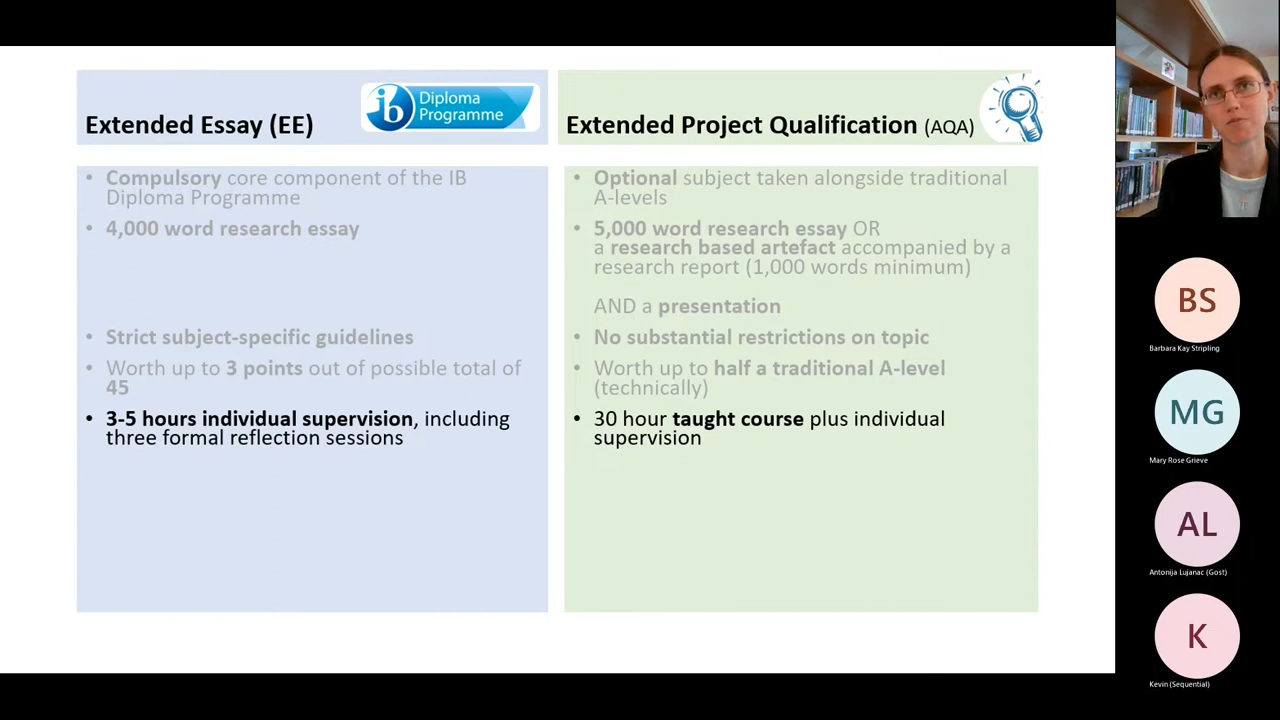 Extended Essay (EE)
ib
Diploma
Programme
• Compulsory core component of the IB
Diploma Programme
• 4,000 word research essay
• Strict subject-specific guidelines
• Worth up to 3 points out of possible total of
45
• 3-5 hours individual supervision, including
three formal reflection sessions
Extended Project Qualification (AQA)
• Optional subject taken alongside traditional
A-levels
• 5,000 word research essay OR
a research based artefact accompanied by a
research report (1,000 words minimum)
AND a presentation
• No substantial restrictions on topic
• Worth up to half a traditional A-level
(technically)
• 30 hour taught course plus individual
supervision
BS
Barbara Kay Stripling
MG
Mary Rose Grieve
AL
Antonija Lujanac (Gost)
K
Kevin (Sequential)